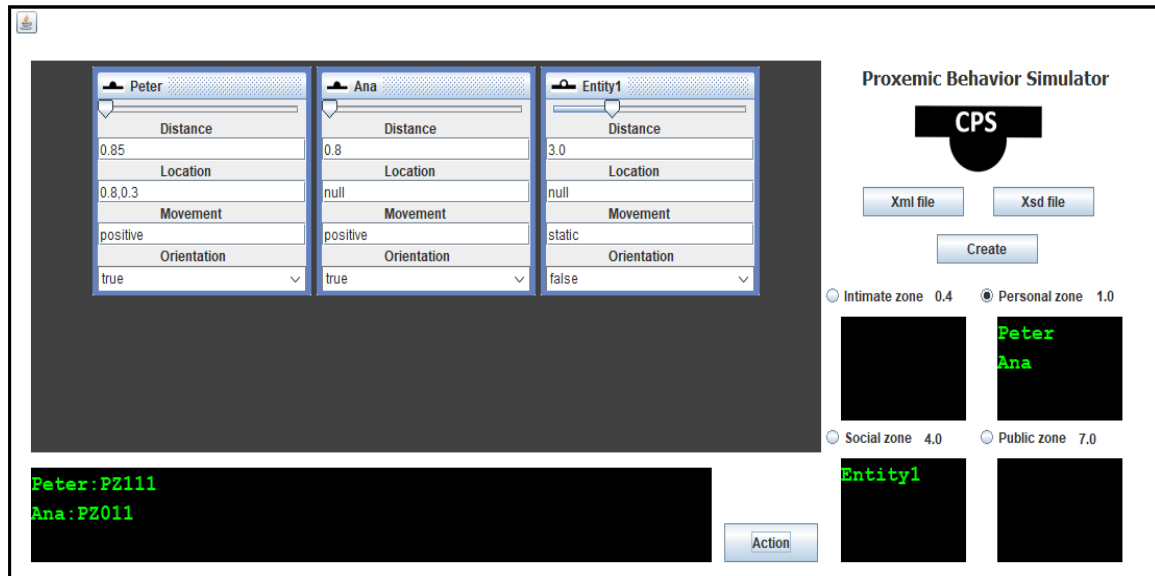 Peter
Distance
0.85
Location
0.8,0.3
Movement
positive
Orientation
true
Ana
Distance
0.8
Location
null
Movement
positive
Orientation
true
Entity1
Distance
3.0
Location
null
Movement
static
Orientation
false
Proxemic Behavior Simulator
CPS
Xml file Xsd file
Create
Intimate zone 0.4 Personal zone 1.0
Peter
Ana
Social zone 4.0 Public zone 7.0
Entity1
Peter:PZ111
Ana:PZ011
Action